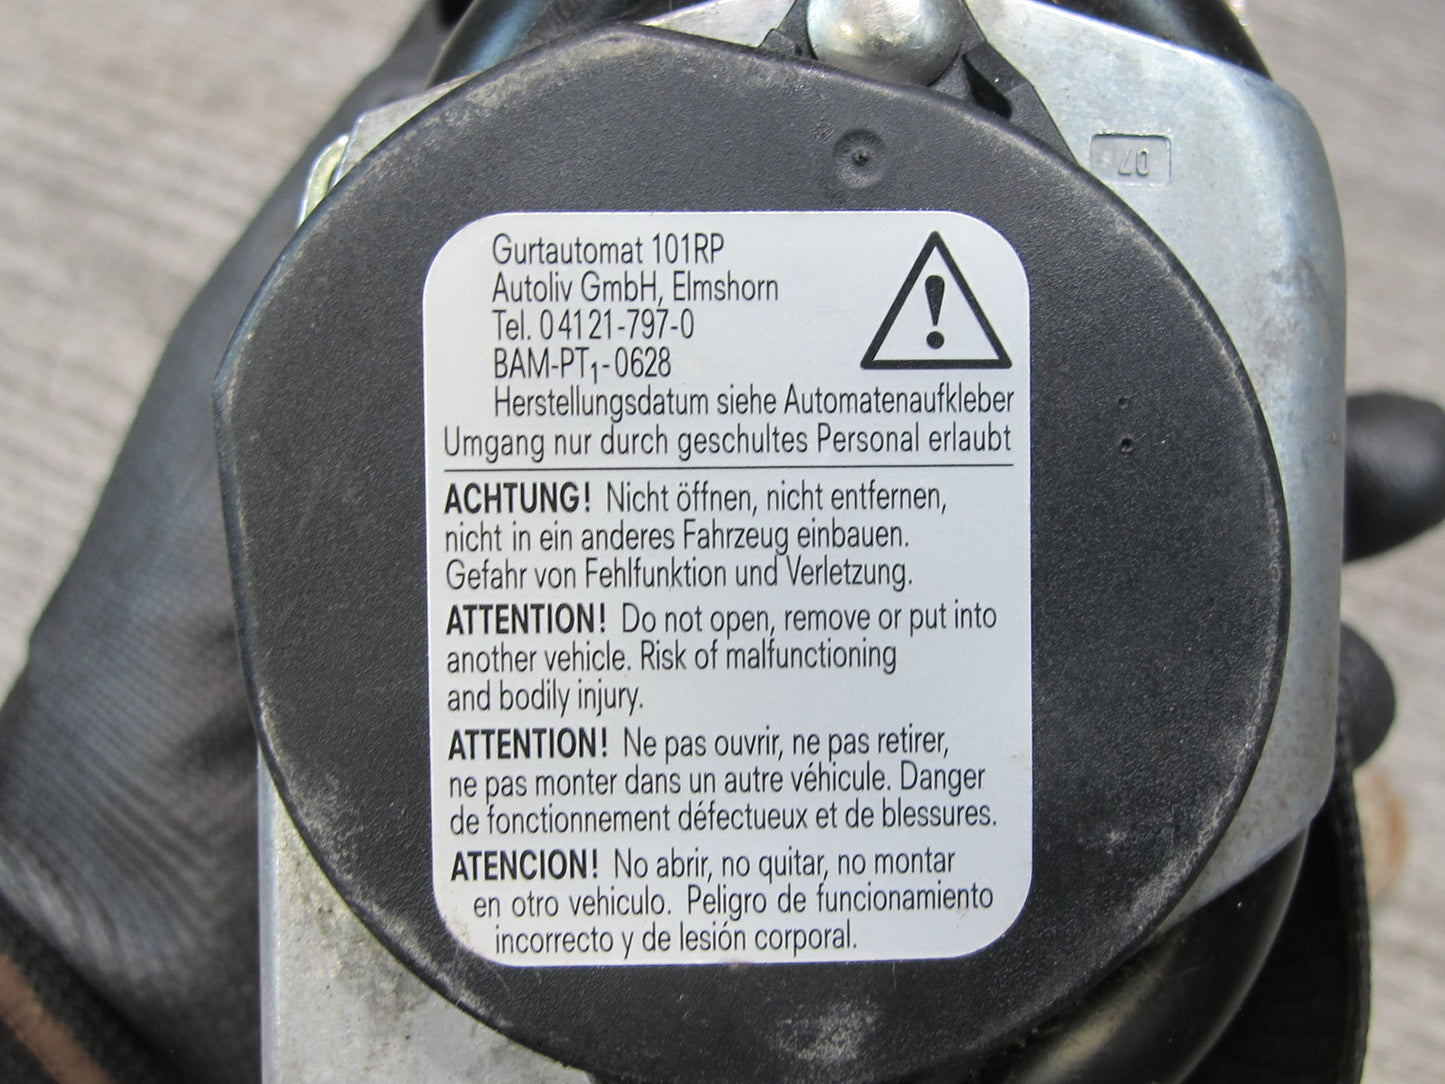 07
Gurtautomat 101RP
Autoliv GmbH, Elmshorn
Tel. 04121-797-0
BAM-PT₁-0628
Herstellungsdatum siehe Automatenaufkleber
Umgang nur durch geschultes Personal erlaubt
ACHTUNG! Nicht öffnen, nicht entfernen,
nicht in ein anderes Fahrzeug einbauen.
Gefahr von Fehlfunktion und Verletzung.
ATTENTION! Do not open, remove or put into
another vehicle. Risk of malfunctioning
and bodily injury.
ATTENTION! Ne pas ouvrir, ne pas retirer,
ne pas monter dans un autre véhicule. Danger
de fonctionnement défectueux et de blessures.
ATENCION! No abrir, no quitar, no montar
en otro vehiculo. Peligro de funcionamiento
incorrecto y de lesión corporal.